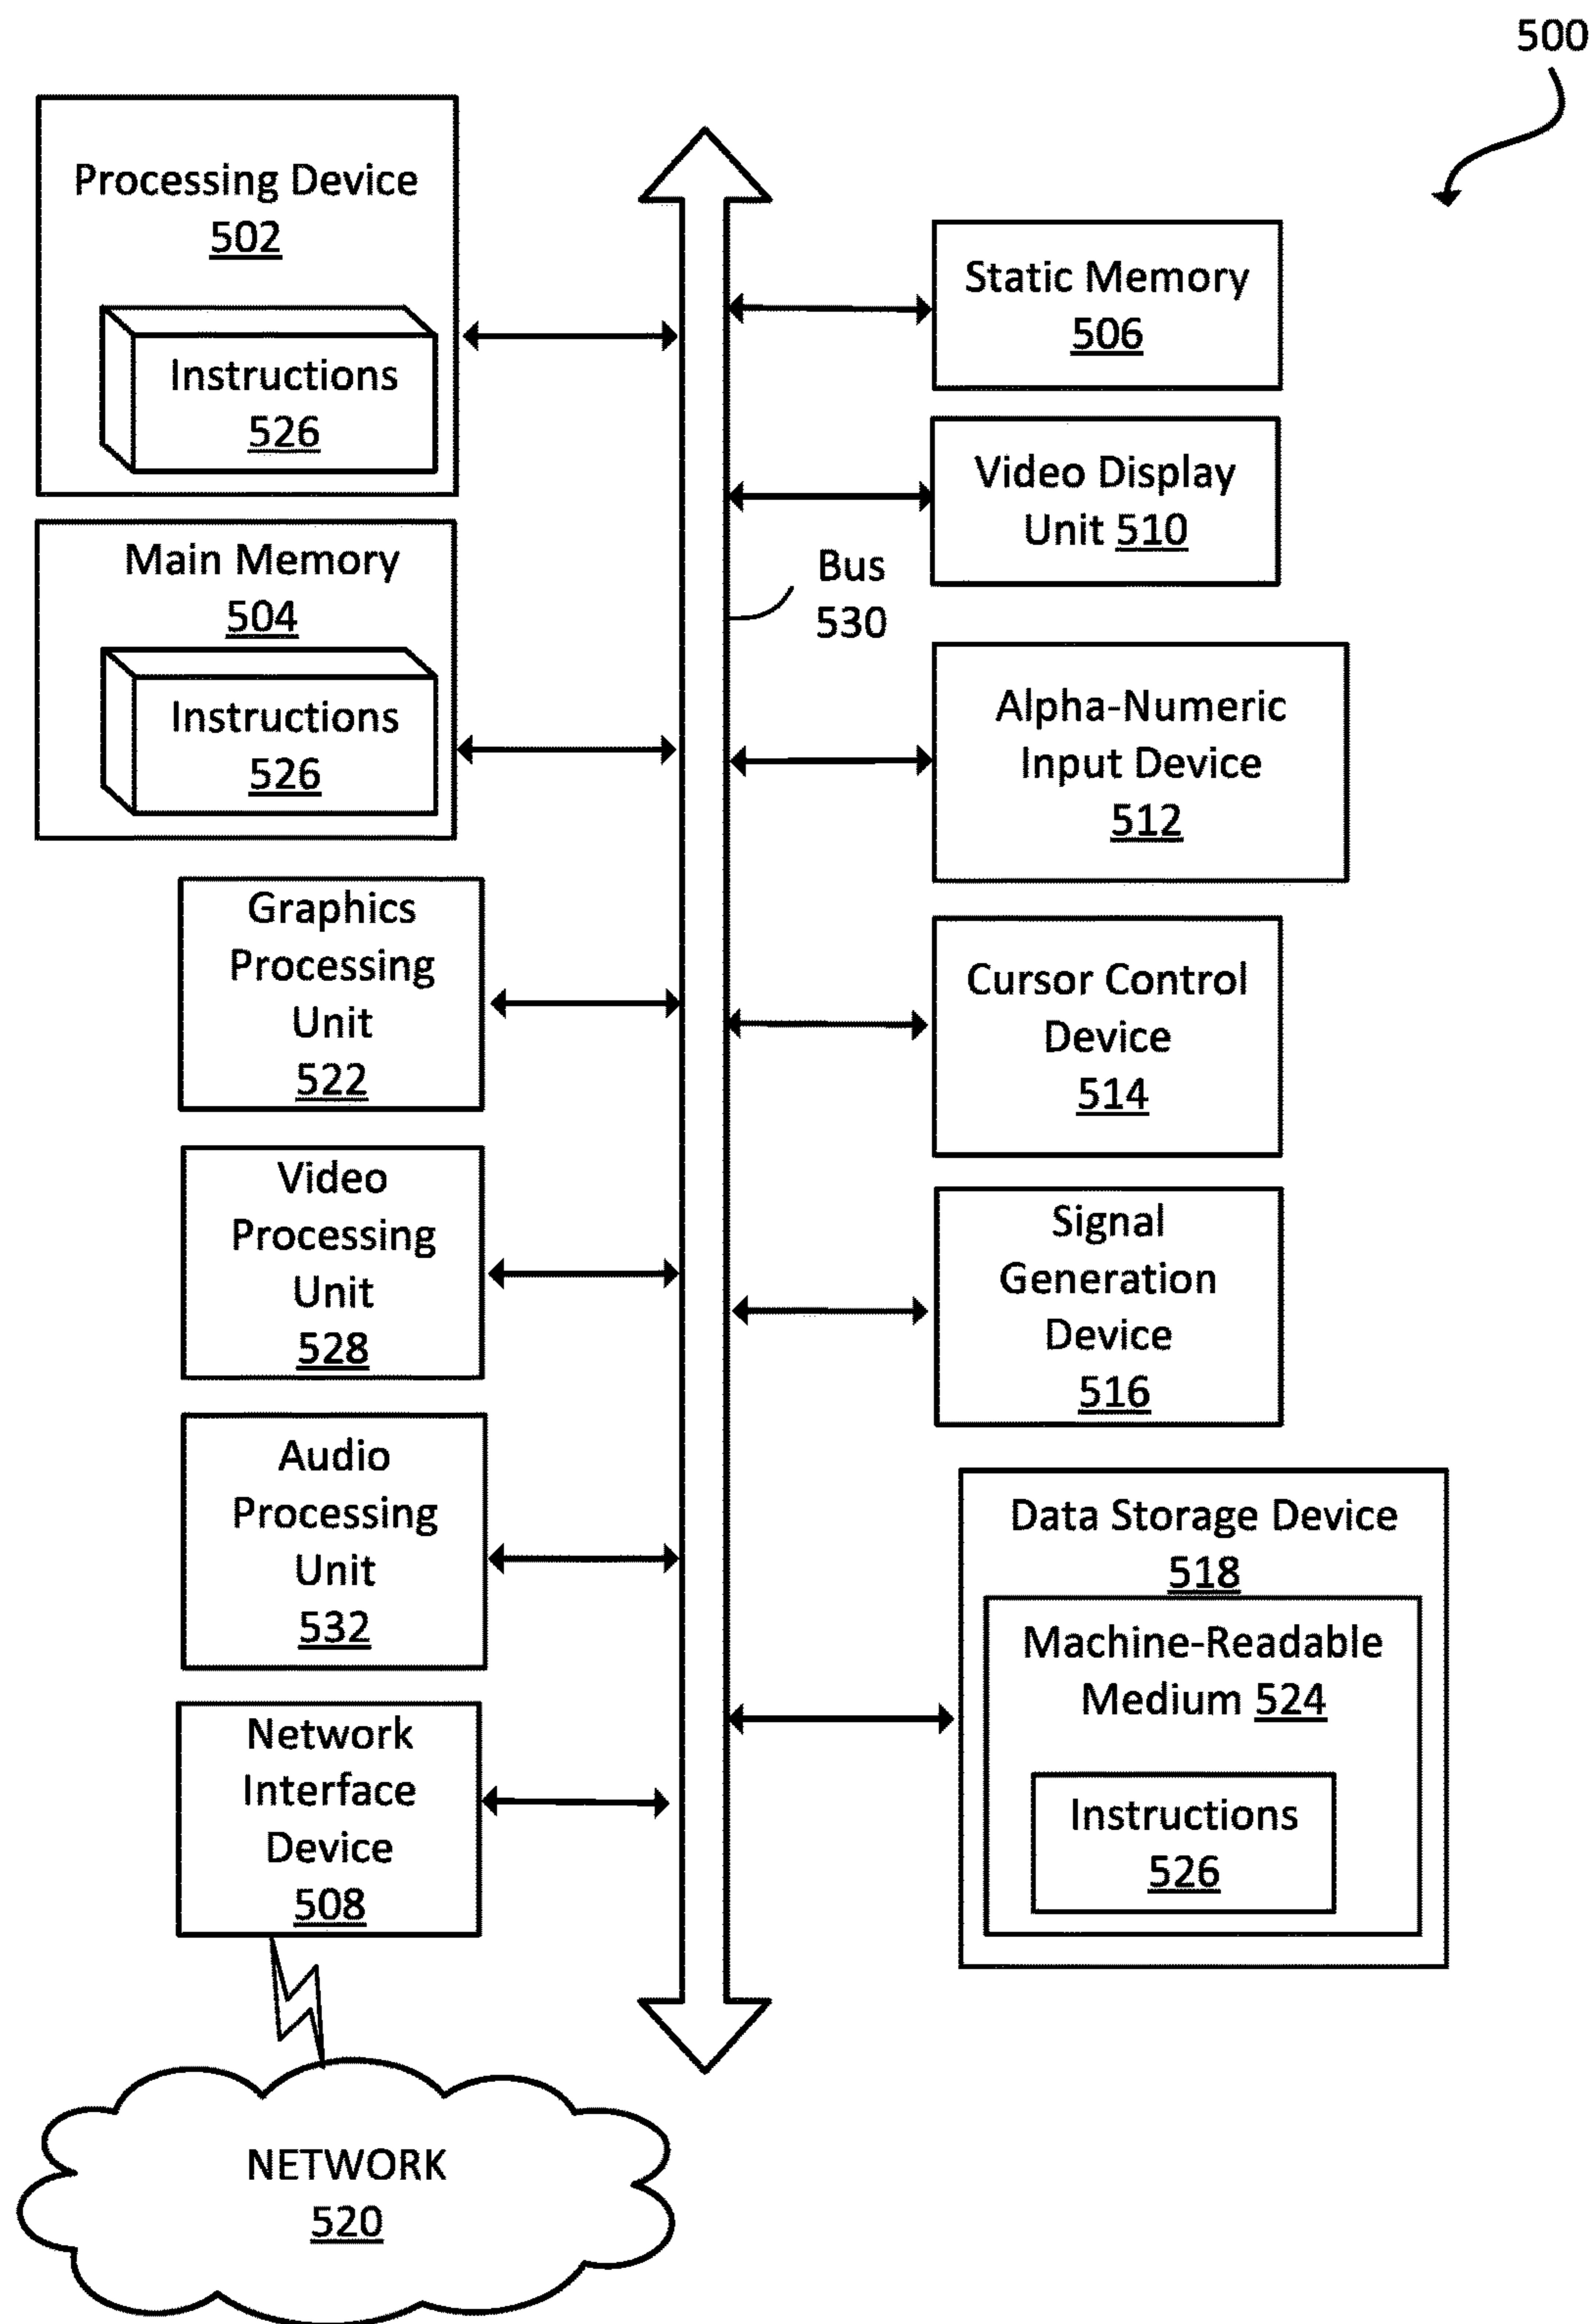 500
Processing Device
502
Instructions
526
Main Memory
504
Instructions
526
Graphics
Processing
Unit
522
Video
Processing
Unit
528
Audio
Processing
Unit
532
Network
Interface
Device
508
NETWORK
520
Bus
530
Static Memory
506
Video Display
Unit 510
Alpha-Numeric
Input Device
512
Cursor Control
Device
514
Signal
Generation
Device
516
Data Storage Device
518
Machine-Readable
Medium 524
Instructions
526